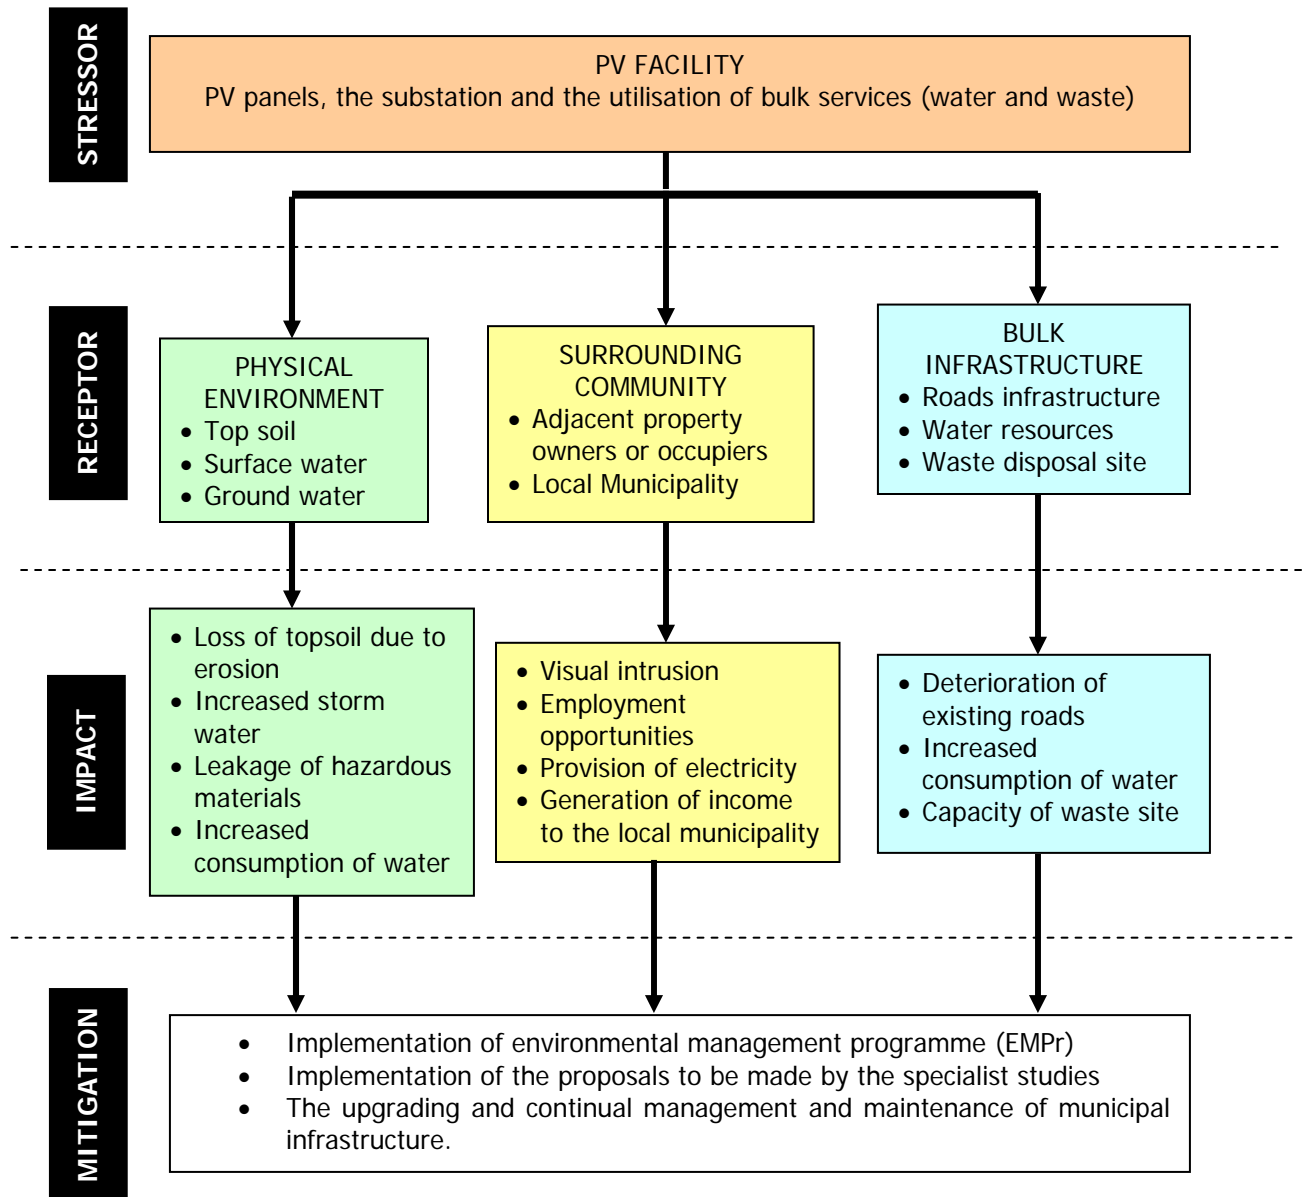 STRESSOR
PV FACILITY
PV panels, the substation and the utilisation of bulk services (water and waste)
RECEPTOR
PHYSICAL
ENVIRONMENT
• Top soil
• Surface water
• Ground water
SURROUNDING
COMMUNITY
• Adjacent property
owners or occupiers
• Local Municipality
BULK
INFRASTRUCTURE
• Roads infrastructure
• Water resources
• Waste disposal site
IMPACT
• Loss of topsoil due to
erosion
• Increased storm
water
• Leakage of hazardous
materials
• Increased
consumption of water
• Visual intrusion
• Employment
opportunities
• Provision of electricity
• Generation of income
to the local municipality
• Deterioration of
existing roads
• Increased
consumption of water
• Capacity of waste site
MITIGATION
• Implementation of environmental management programme (EMPr)
• Implementation of the proposals to be made by the specialist studies
• The upgrading and continual management and maintenance of municipal
infrastructure.